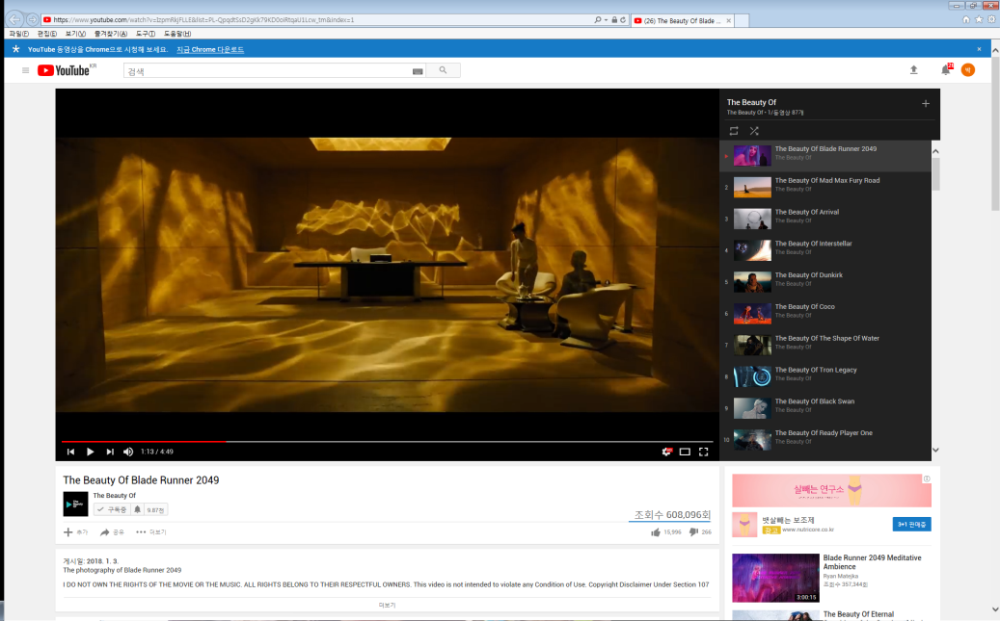 https://www.youtube.com/watch?v=IzpmRkjFLLE&list=PL-QpqdtSsD2gKk79KD0oiRtqaU1Lcw_tm&index=1
(26) The Beauty Of Blade ...
파일(F) 편집(E) 보기(V) 즐겨찾기(A) 도구(T) 도움말(H)
YouTube 동영상을 Chrome으로 시청해 보세요. 지금 Chrome 다운로드
YouTube KR
검색
The Beauty Of
The Beauty Of • 1/동영상 87개
The Beauty Of Blade Runner 2049
The Beauty Of
2
The Beauty Of Mad Max Fury Road
The Beauty Of
3
The Beauty Of Arrival
The Beauty Of
4
The Beauty Of Interstellar
The Beauty Of
5
The Beauty Of Dunkirk
The Beauty Of
6
The Beauty Of Coco
The Beauty Of
7
The Beauty Of The Shape Of Water
The Beauty Of
8
The Beauty Of Tron Legacy
The Beauty Of
9
The Beauty Of Black Swan
The Beauty Of
10
The Beauty Of Ready Player One
The Beauty Of
1:13 / 4:49
The Beauty Of Blade Runner 2049
The Beauty Of
구독중 9.87천
조회수 608,096회
추가 공유 더보기
15,996 266
게시일: 2018. 1. 3.
The photography of Blade Runner 2049
I DO NOT OWN THE RIGHTS OF THE MOVIE OR THE MUSIC. ALL RIGHTS BELONG TO THEIR RESPECTFUL OWNERS. This video is not intended to violate any Condition of Use. Copyright Disclaimer Under Section 107
더보기
살빼는 연구소
뱃살빼는 보조제
광고 www.nutricore.co.kr
3+1 판매중
Blade Runner 2049 Meditative
Ambience
Ryan Matejka
조회수 357,344회
3:00:15
The Beauty Of Eternal